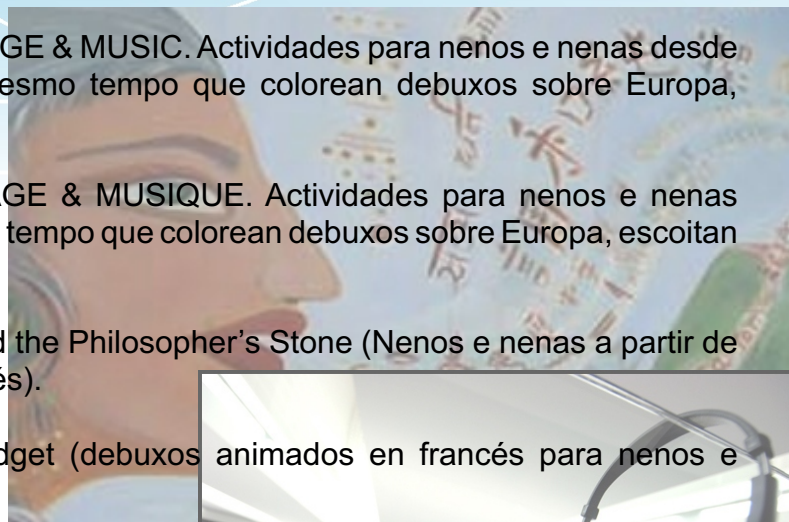 GE & MUSIC. Actividades para nenos e nenas desde
esmo tempo que colorean debuxos sobre Europa,
GE & MUSIQUE. Actividades para nenos e nenas
tempo que colorean debuxos sobre Europa, escoitan
d the Philosopher’s Stone (Nenos e nenas a partir de
és).
dget (debuxos animados en francés para nenos e